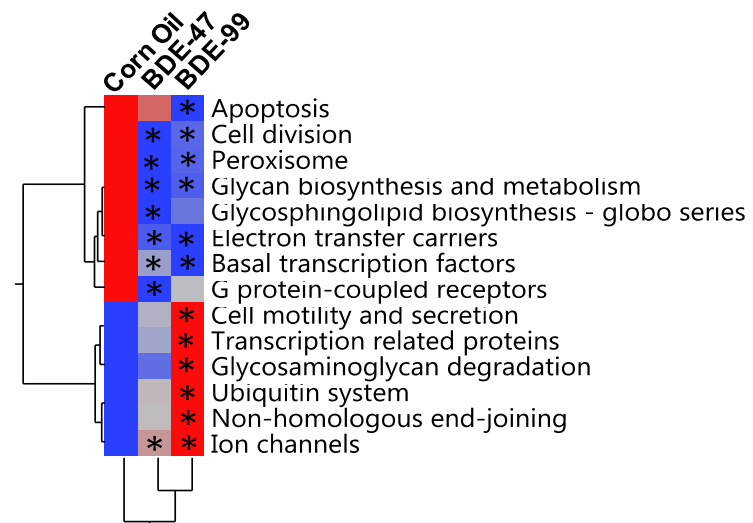 Corn Oil
BDE-47
BDE-99
* Apoptosis
* * Cell division
* * Peroxisome
* * Glycan biosynthesis and metabolism
* Glycosphingolipid biosynthesis - globo series
* * Electron transfer carriers
* * Basal transcription factors
* G protein-coupled receptors
* Cell motility and secretion
* Transcription related proteins
* Glycosaminoglycan degradation
* Ubiquitin system
* Non-homologous end-joining
* * Ion channels